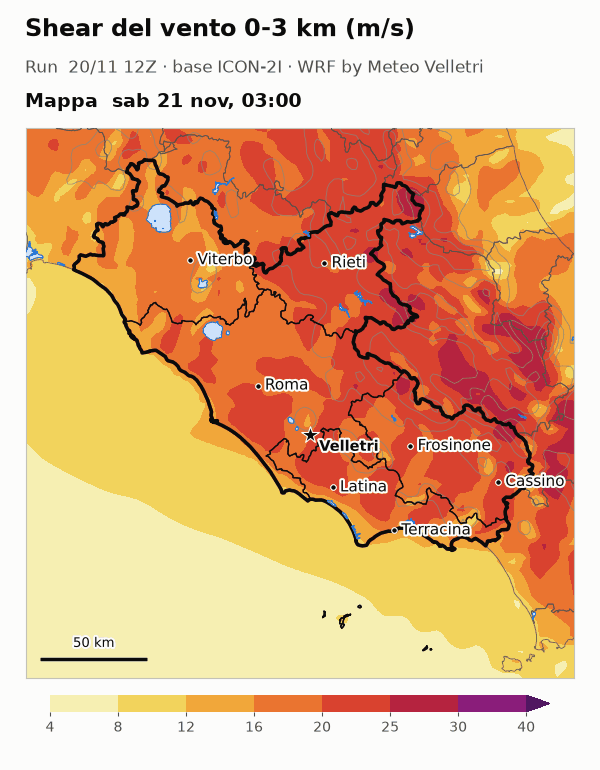 Shear del vento 0-3 km (m/s)
Run  20/11 12Z · base ICON-2I · WRF by Meteo Velletri
Mappa  sab 21 nov, 03:00
Viterbo
Rieti
Roma
Velletri
Frosinone
Cassino
Latina
Terracina
50 km
4 8 12 16 20 25 30 40